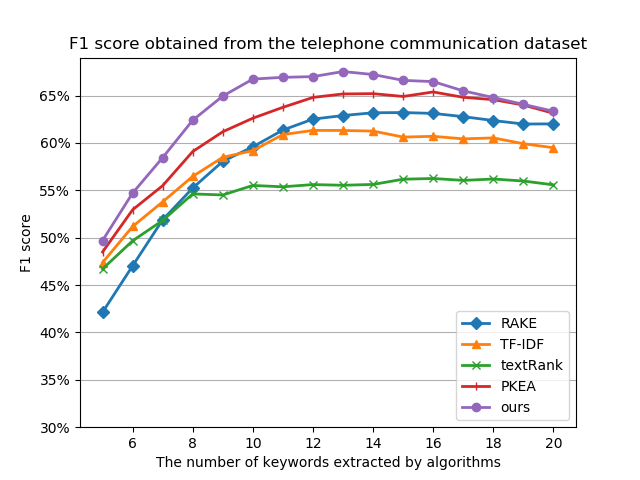 F1 score obtained from the telephone communication dataset
65%
60%
55%
50%
45%
40%
35%
30%
F1 score
RAKE
TF-IDF
textRank
PKEA
ours
6 8 10 12 14 16 18 20
The number of keywords extracted by algorithms